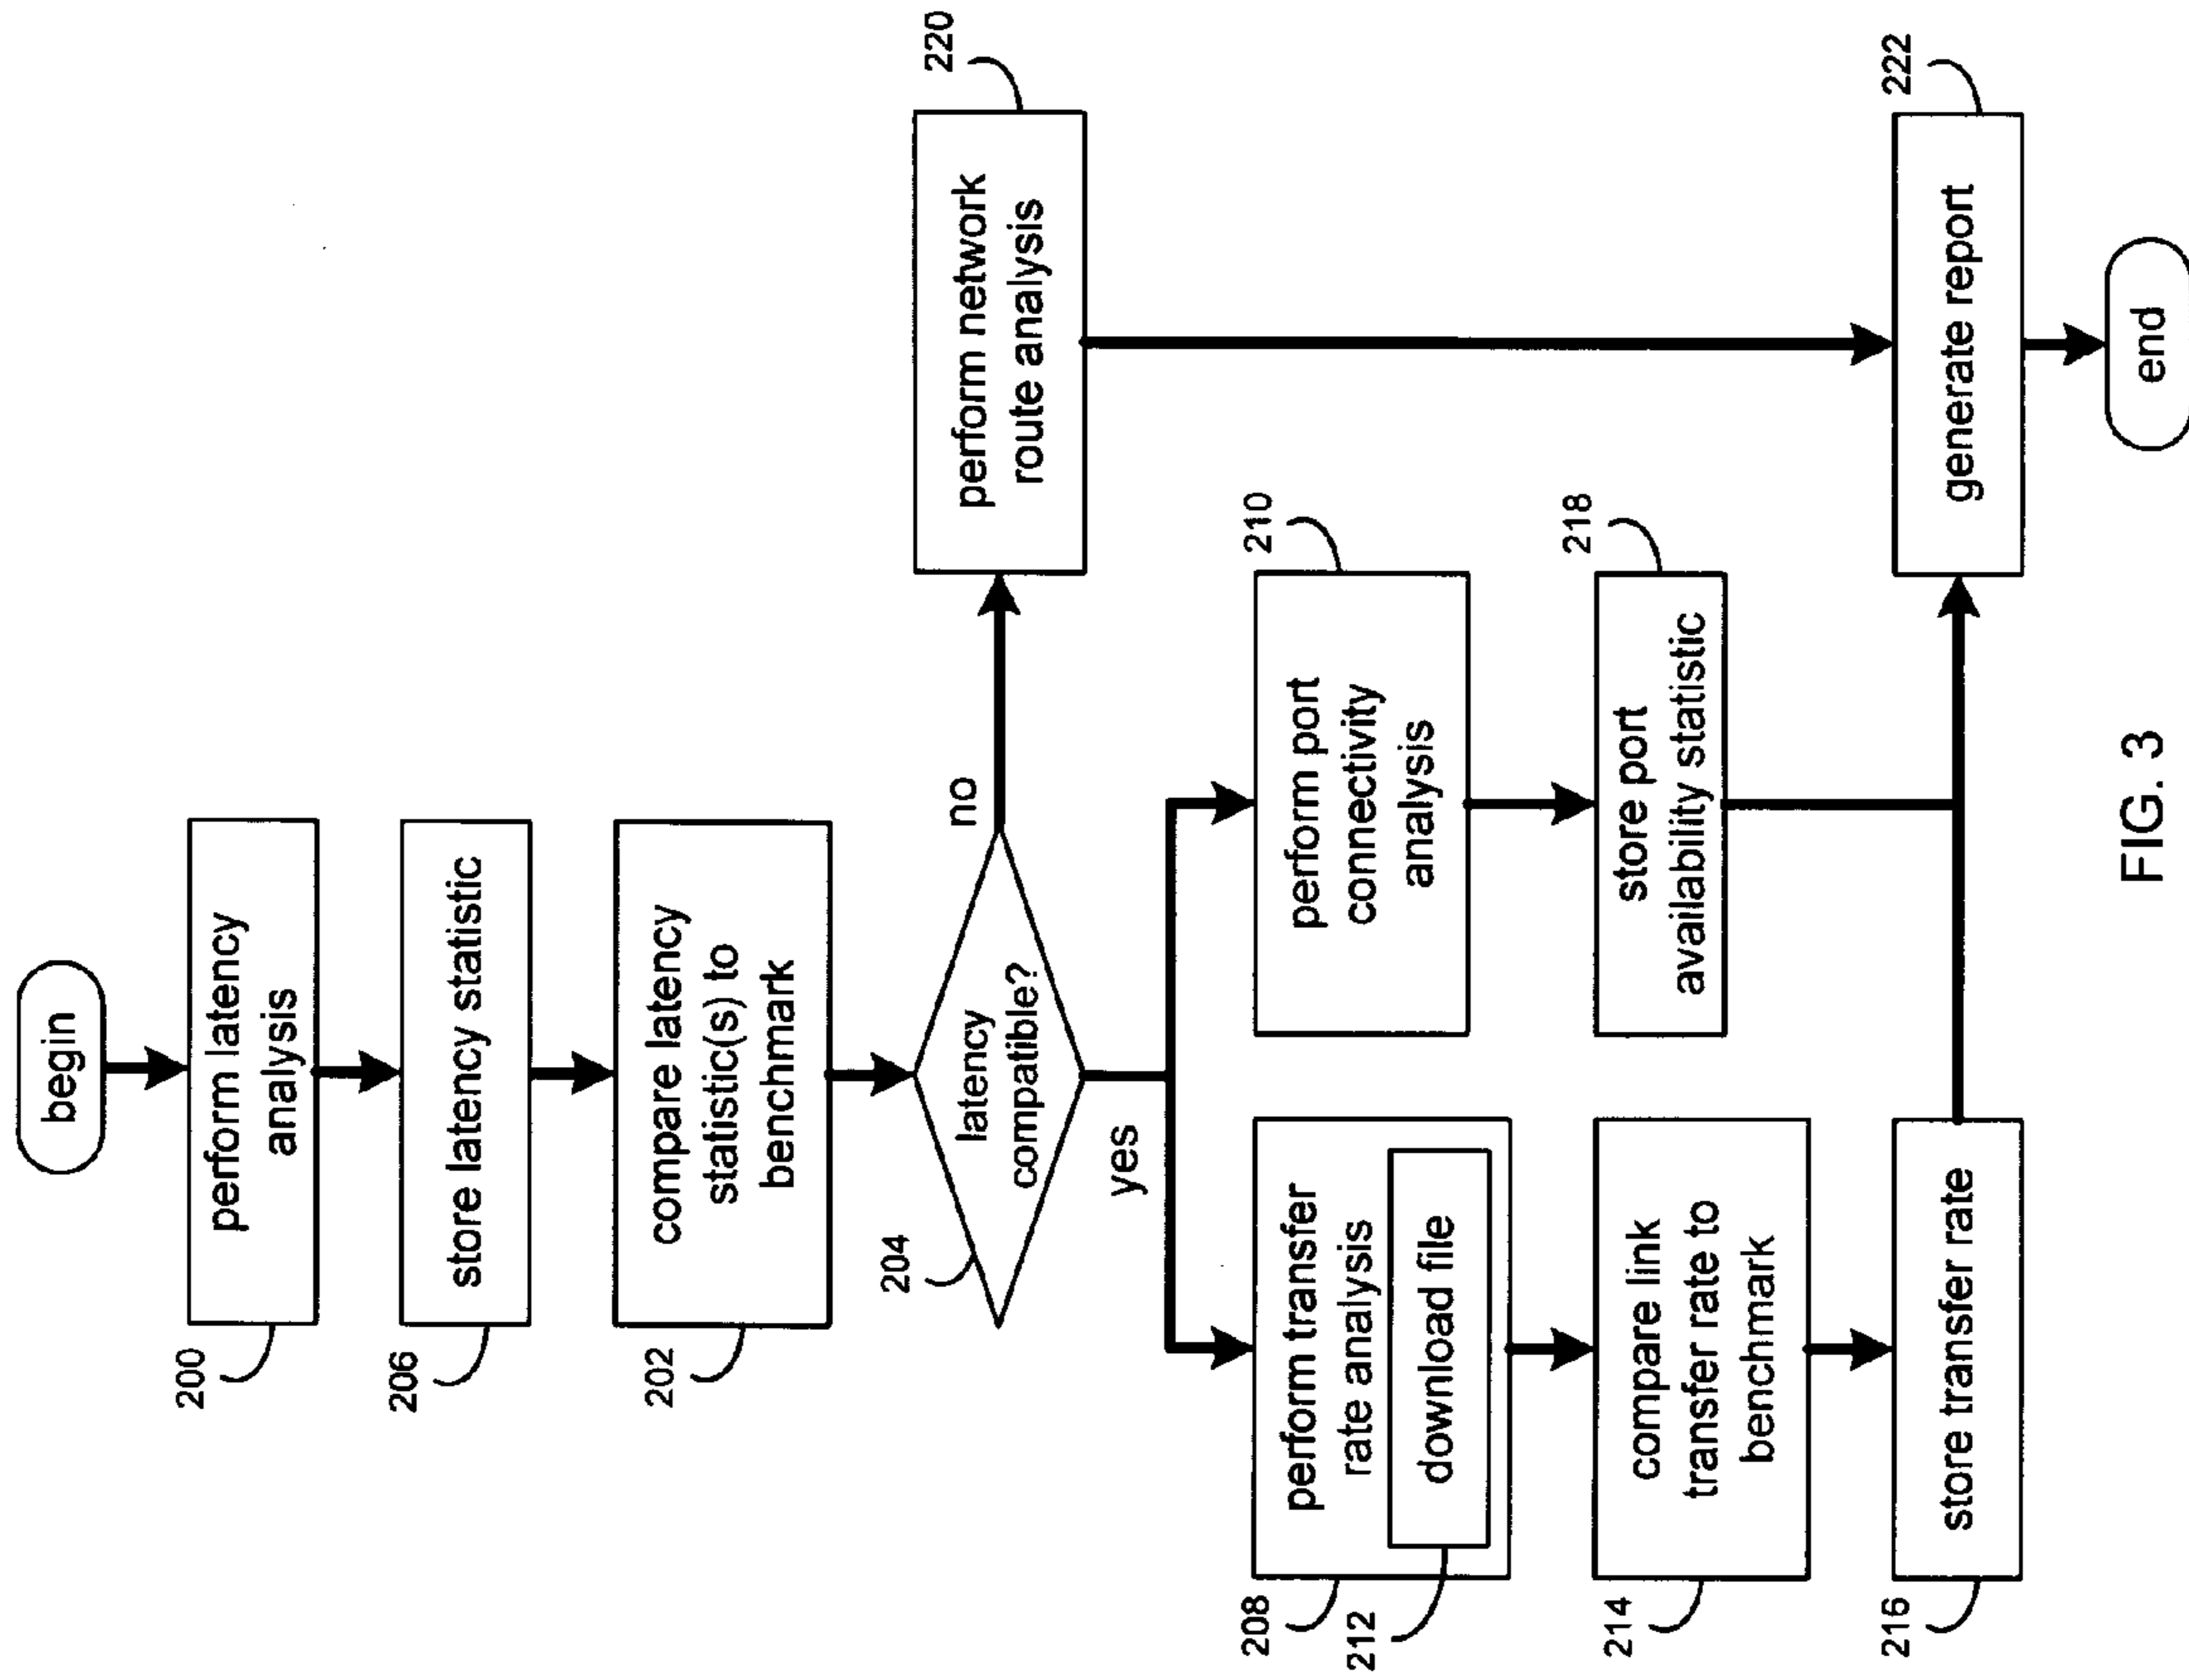 begin
perform latency
analysis
200
store latency statistic
206
compare latency
statistic(s) to
benchmark
202
latency
compatible?
204
no
yes
perform network
route analysis
220
perform transfer
rate analysis
208
download file
212
perform port
connectivity
analysis
210
compare link
transfer rate to
benchmark
214
store port
availability statistic
218
store transfer rate
216
generate report
222
end
FIG. 3